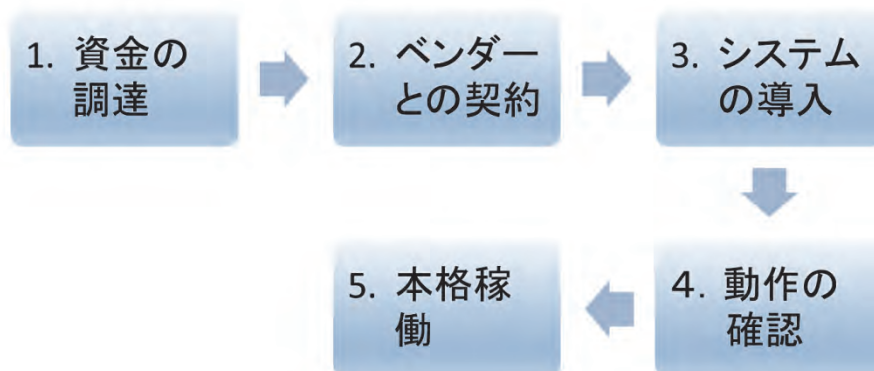 1. 資金の
調達
2. ベンダー
との契約
3. システム
の導入
4. 動作の
確認
5. 本格稼
働